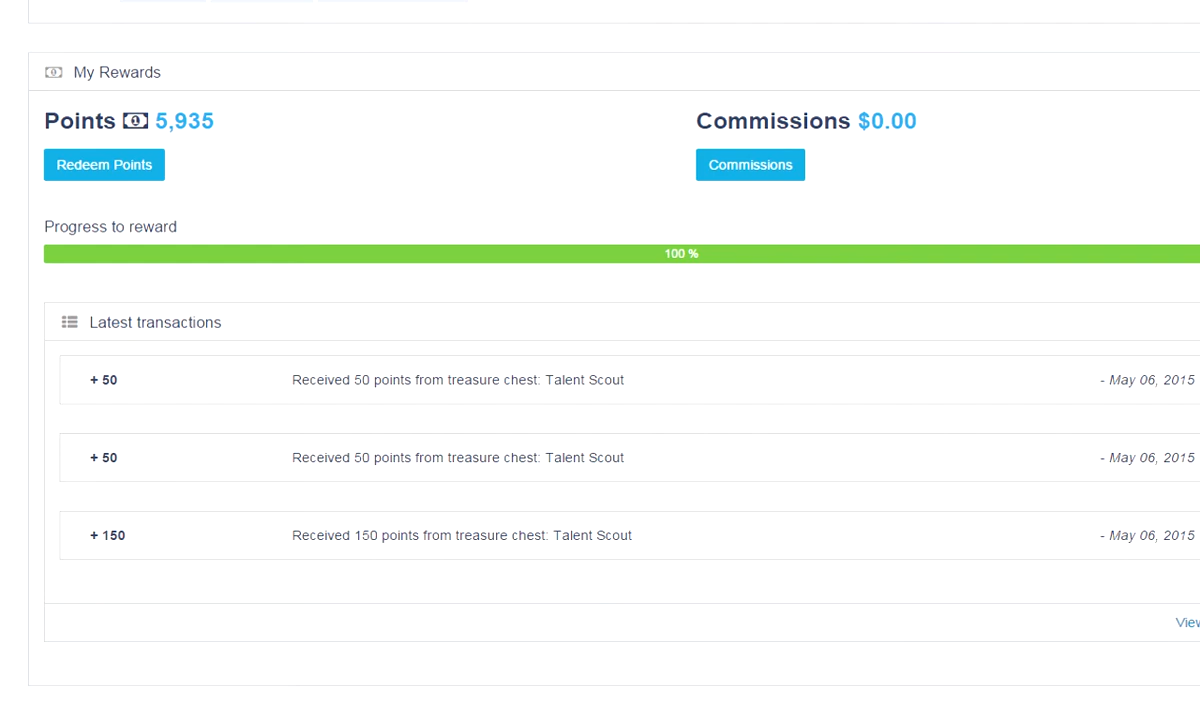 My Rewards
Points 5,935
Commissions $0.00
Redeem Points
Commissions
Progress to reward
100 %
Latest transactions
+ 50 Received 50 points from treasure chest: Talent Scout - May 06, 2015
+ 50 Received 50 points from treasure chest: Talent Scout - May 06, 2015
+ 150 Received 150 points from treasure chest: Talent Scout - May 06, 2015
View